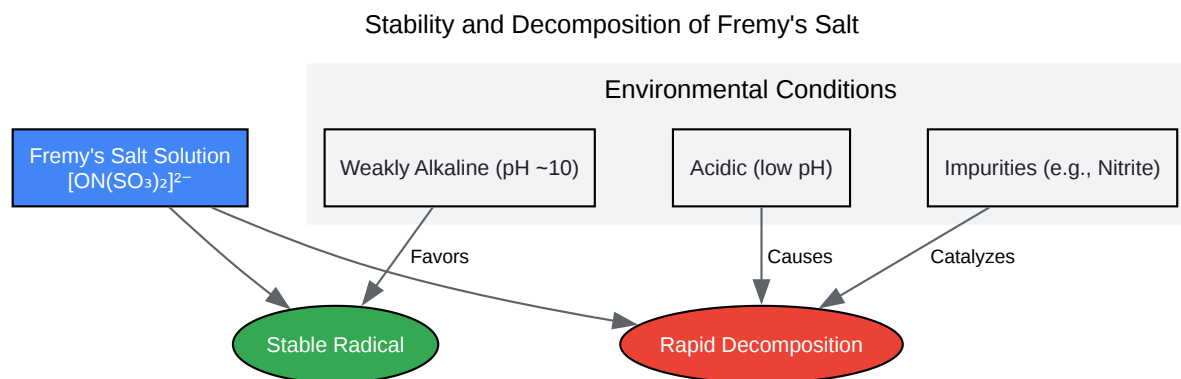 Stability and Decomposition of Fremy's Salt
Environmental Conditions
Fremy's Salt Solution
[ON(SO₃)₂]²⁻
Weakly Alkaline (pH ~10)
Acidic (low pH)
Impurities (e.g., Nitrite)
Favors
Causes
Catalyzes
Stable Radical
Rapid Decomposition